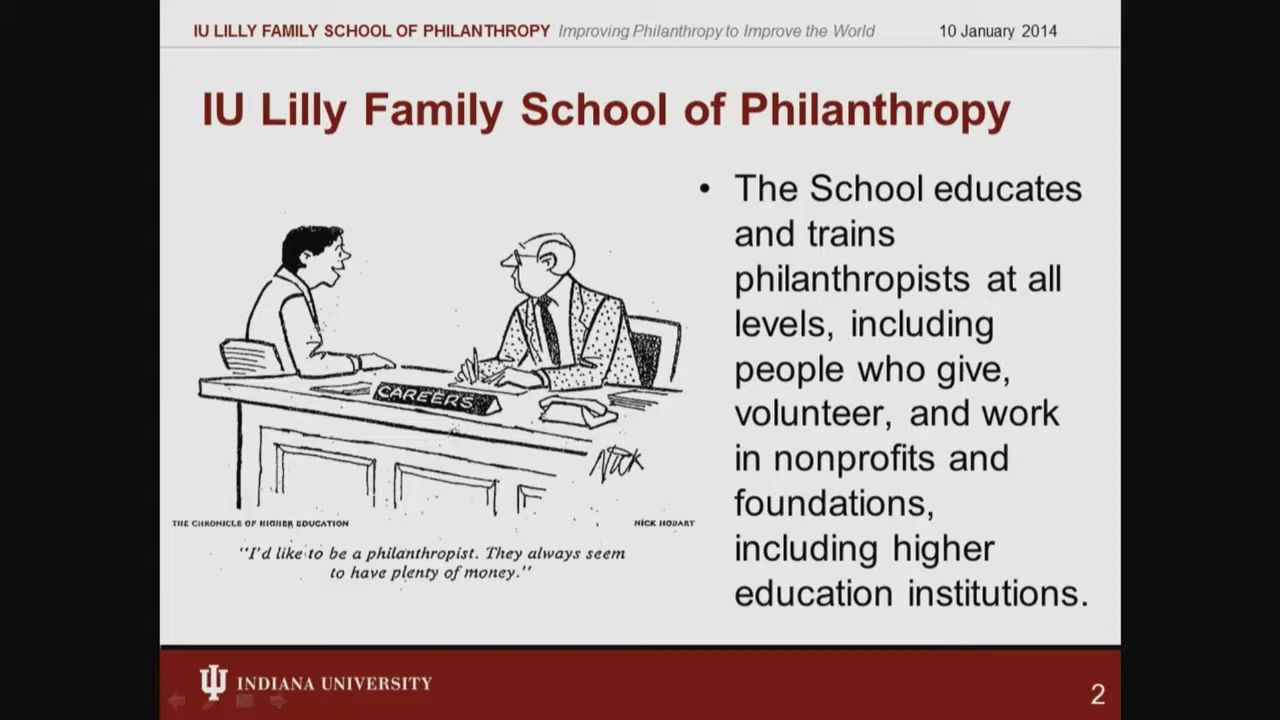 IU LILLY FAMILY SCHOOL OF PHILANTHROPY Improving Philanthropy to Improve the World 10 January 2014
IU Lilly Family School of Philanthropy
• The School educates
and trains
philanthropists at all
levels, including
people who give,
volunteer, and work
in nonprofits and
foundations,
including higher
education institutions.
CAREERS
NICK
THE CHRONICLE OF HIGHER EDUCATION NICK HOBART
"I'd like to be a philanthropist. They always seem
to have plenty of money."
INDIANA UNIVERSITY
2